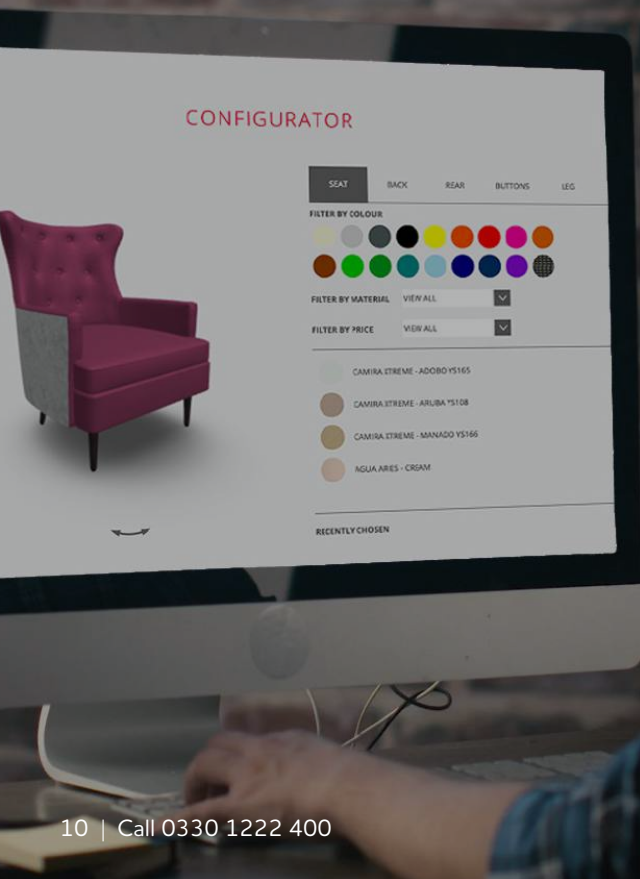 CONFIGURATOR
SEAT BACK REAR BUTTONS LEG
FILTER BY COLOUR
FILTER BY MATERIAL VIEW ALL
FILTER BY PRICE VIEW ALL
CAMIRA XTREME - ADOBO YS165
CAMIRA XTREME - ARUBA YS108
CAMIRA XTREME - MANADO YS166
AGUA ARIES - CREAM
RECENTLY CHOSEN
10 | Call 0330 1222 400